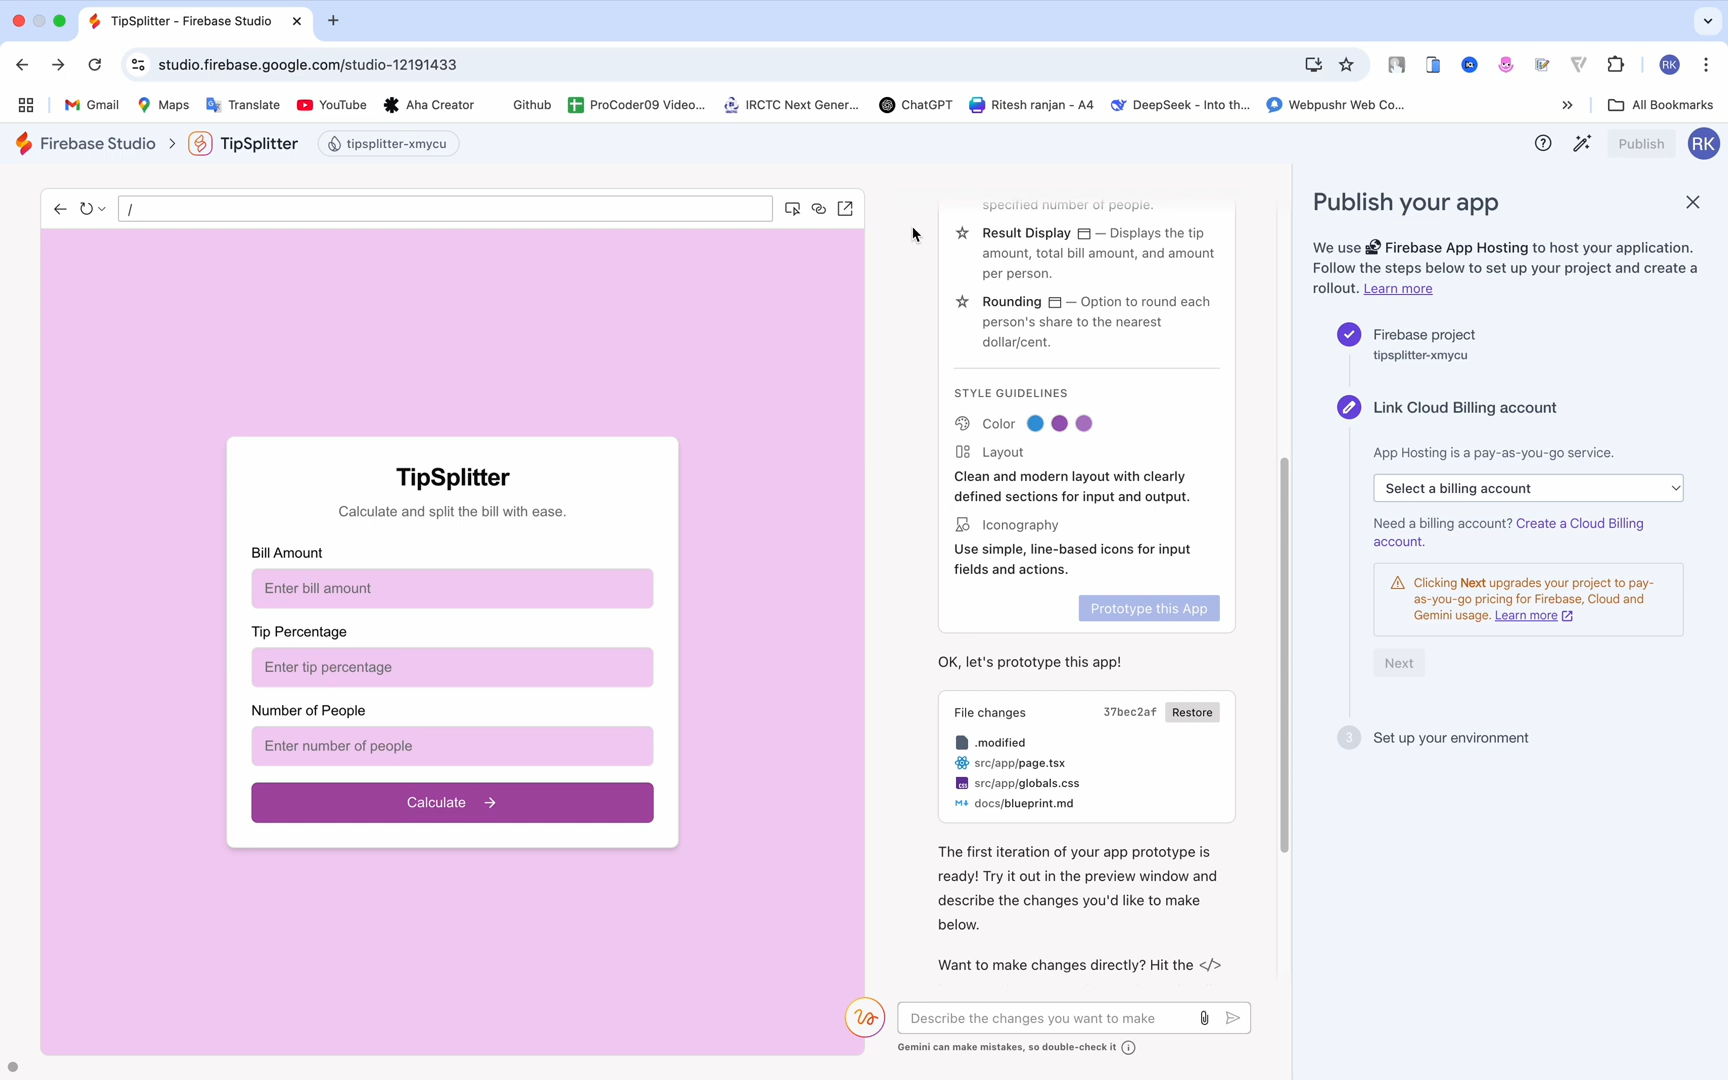 TipSplitter - Firebase Studio
studio.firebase.google.com/studio-12191433
RK
Gmail
Maps
Translate
YouTube
Aha Creator
Github
ProCoder09 Video...
IRCTC Next Gener...
ChatGPT
Ritesh ranjan - A4
DeepSeek - Into th...
Webpushr Web Co...
»
All Bookmarks
Firebase Studio
TipSplitter
tipsplitter-xmycu
Publish
RK
/
TipSplitter
Calculate and split the bill with ease.
Bill Amount
Enter bill amount
Tip Percentage
Enter tip percentage
Number of People
Enter number of people
Calculate →
specified number of people.
Result Display — Displays the tip
amount, total bill amount, and amount
per person.
Rounding — Option to round each
person's share to the nearest
dollar/cent.
STYLE GUIDELINES
Color
Layout
Clean and modern layout with clearly
defined sections for input and output.
Iconography
Use simple, line-based icons for input
fields and actions.
Prototype this App
OK, let's prototype this app!
File changes 37bec2af Restore
.modified
src/app/page.tsx
src/app/globals.css
docs/blueprint.md
The first iteration of your app prototype is
ready! Try it out in the preview window and
describe the changes you'd like to make
below.
Want to make changes directly? Hit the </>
Describe the changes you want to make
Gemini can make mistakes, so double-check it
Publish your app
We use Firebase App Hosting to host your application.
Follow the steps below to set up your project and create a
rollout. Learn more
Firebase project
tipsplitter-xmycu
Link Cloud Billing account
App Hosting is a pay-as-you-go service.
Select a billing account
Need a billing account? Create a Cloud Billing
account.
Clicking Next upgrades your project to pay-
as-you-go pricing for Firebase, Cloud and
Gemini usage. Learn more
Next
3 Set up your environment